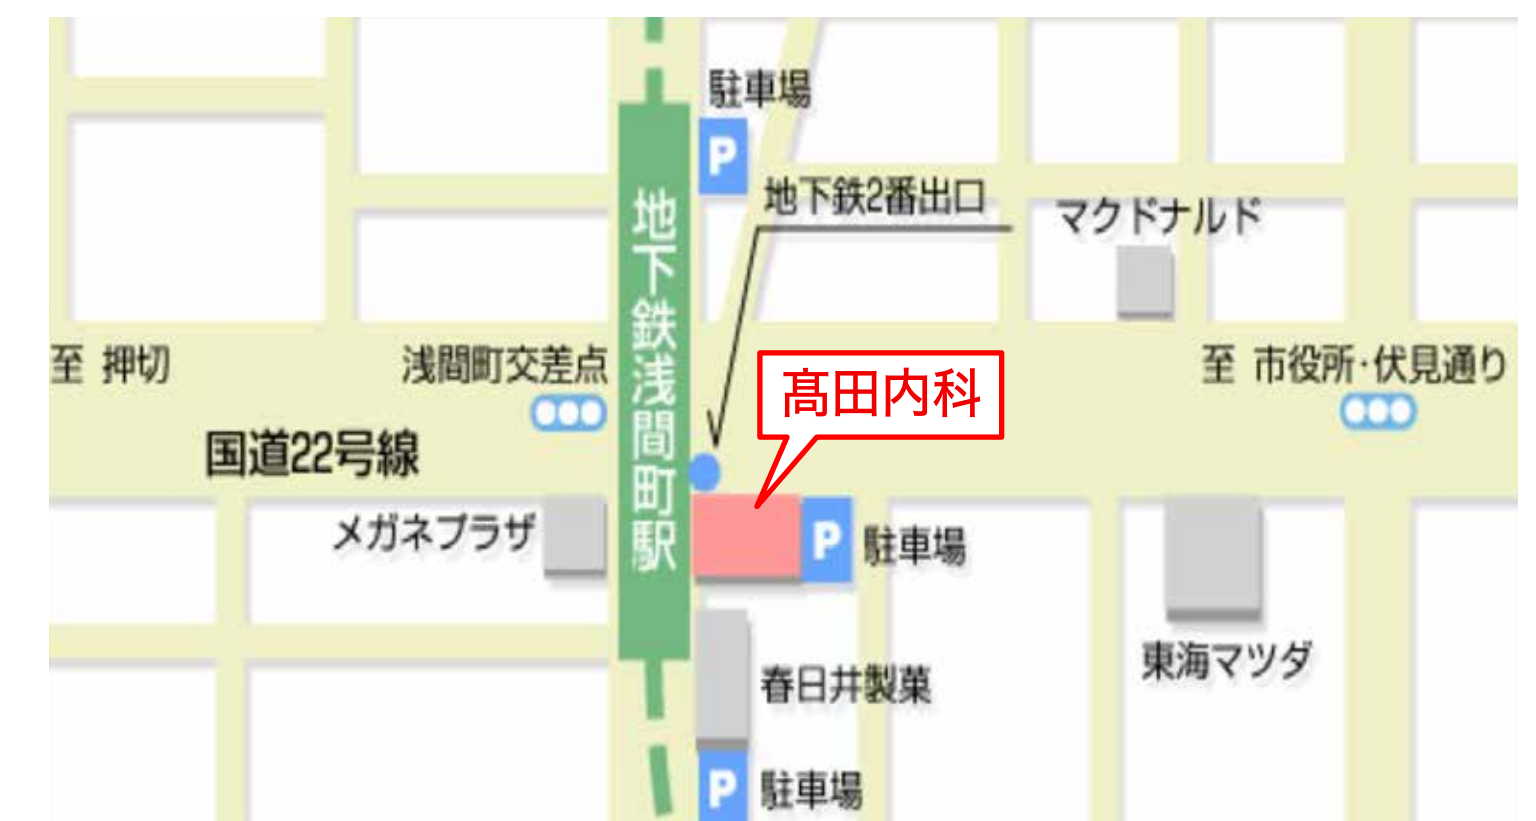 駐車場
P
地下鉄2番出口
マクドナルド
地下鉄浅間町駅
至 押切
浅間町交差点
髙田内科
至 市役所・伏見通り
国道22号線
メガネプラザ
P
駐車場
東海マツダ
春日井製菓
P
駐車場